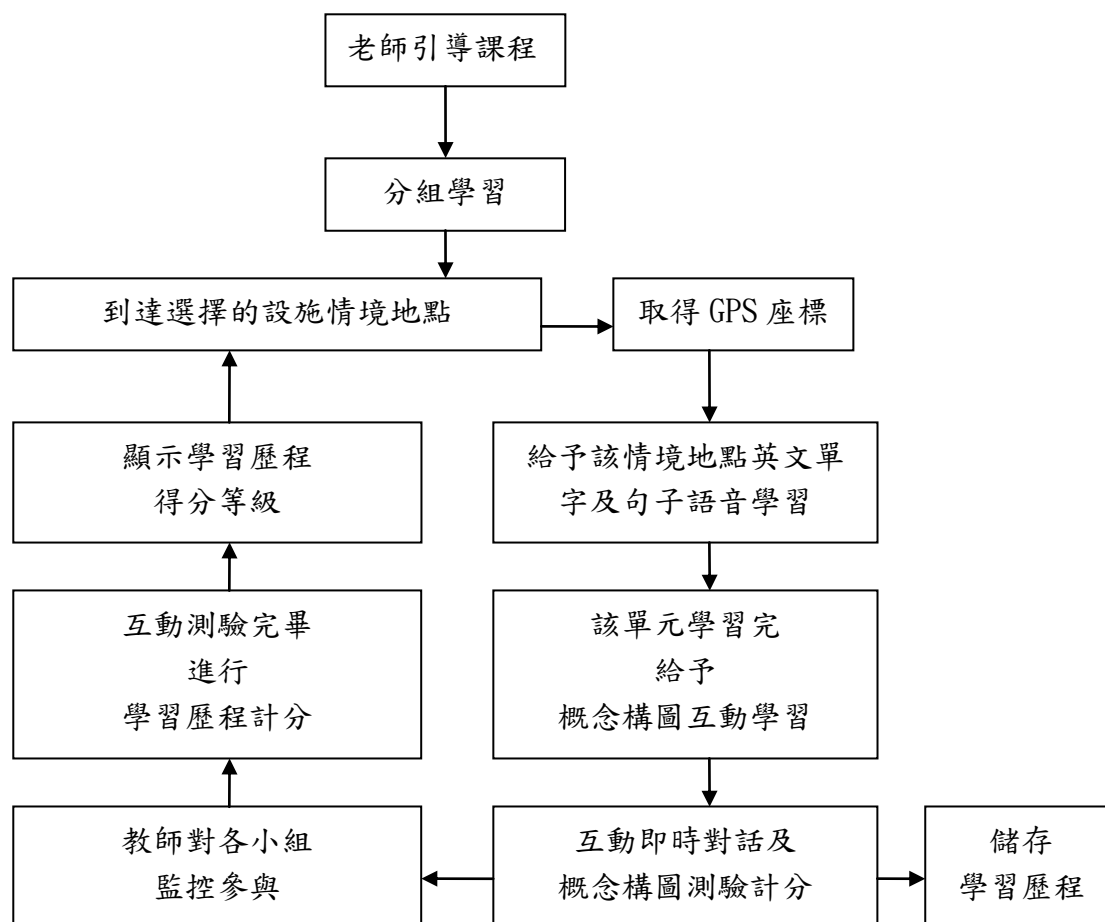 老師引導課程
分組學習
到達選擇的設施情境地點
取得 GPS 座標
顯示學習歷程
得分等級
給予該情境地點英文單
字及句子語音學習
互動測驗完畢
進行
學習歷程計分
該單元學習完
給予
概念構圖互動學習
教師對各小組
監控參與
互動即時對話及
概念構圖測驗計分
儲存
學習歷程